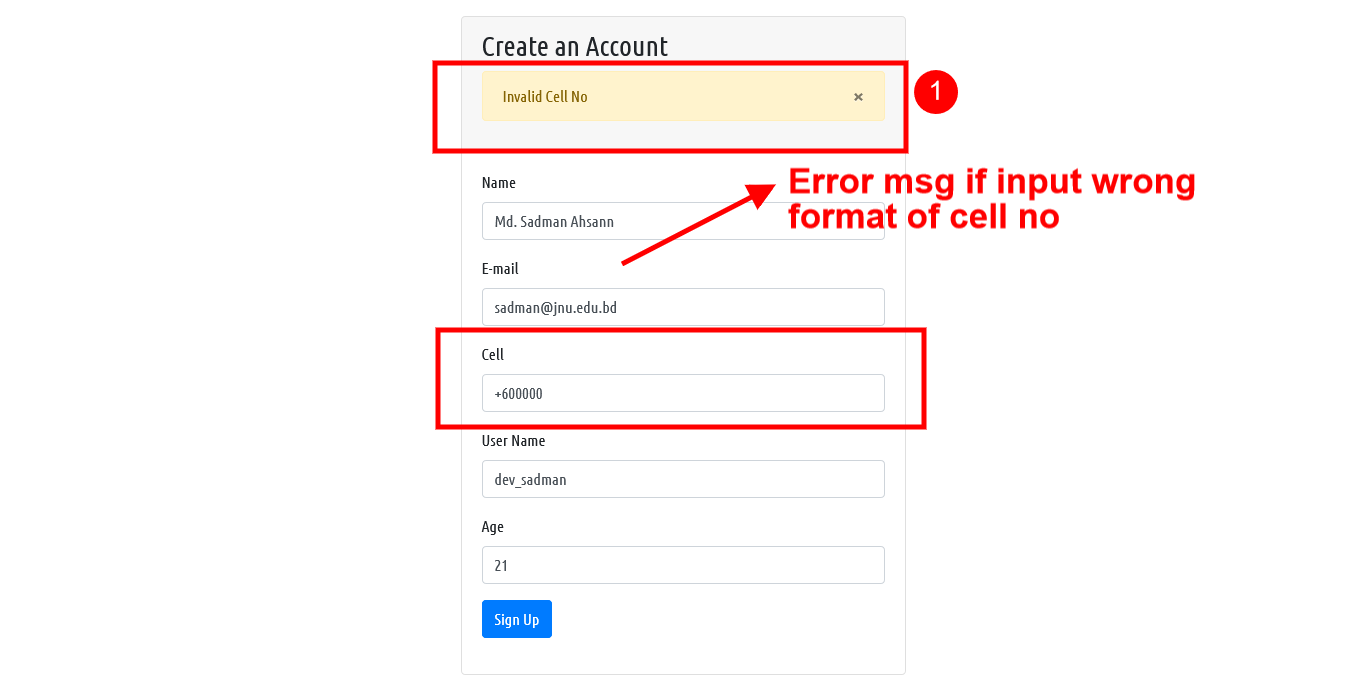 Create an Account
Invalid Cell No ×
1
Name
Error msg if input wrong
format of cell no
Md. Sadman Ahsann
E-mail
sadman@jnu.edu.bd
Cell
+600000
User Name
dev_sadman
Age
21
Sign Up